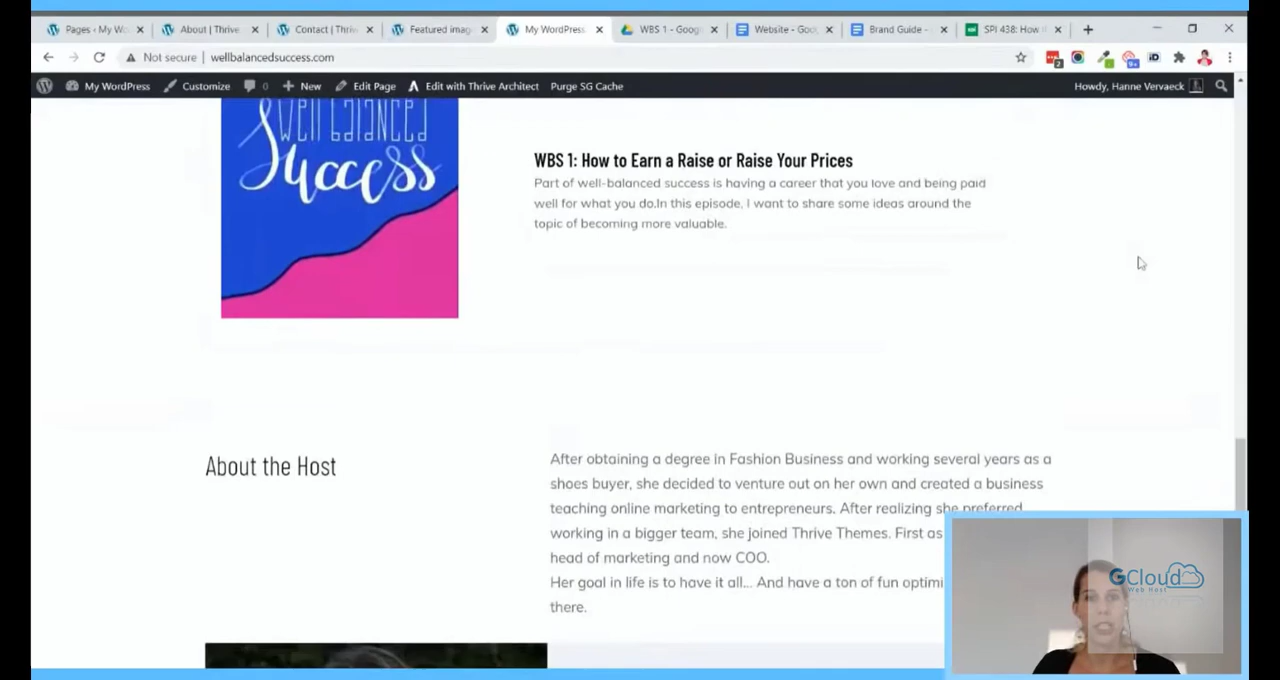 Pages ‹ My Wo
About | Thrive
Contact | Thriv
Featured imag
My WordPress
WBS 1 - Goog
Website - Goo
Brand Guide -
SPI 438: How
Not secure | wellbalancedsuccess.com
2
9+
iD
My WordPress
Customize
0
New
Edit Page
Edit with Thrive Architect
Purge SG Cache
Howdy, Hanne Vervaeck
well balanced
Success
WBS 1: How to Earn a Raise or Raise Your Prices
Part of well-balanced success is having a career that you love and being paid
well for what you do.In this episode, I want to share some ideas around the
topic of becoming more valuable.
About the Host
After obtaining a degree in Fashion Business and working several years as a
shoes buyer, she decided to venture out on her own and created a business
teaching online marketing to entrepreneurs. After realizing she preferred
working in a bigger team, she joined Thrive Themes. First as
head of marketing and now COO.
Her goal in life is to have it all... And have a ton of fun optimi
there.
GCloud
Web Host